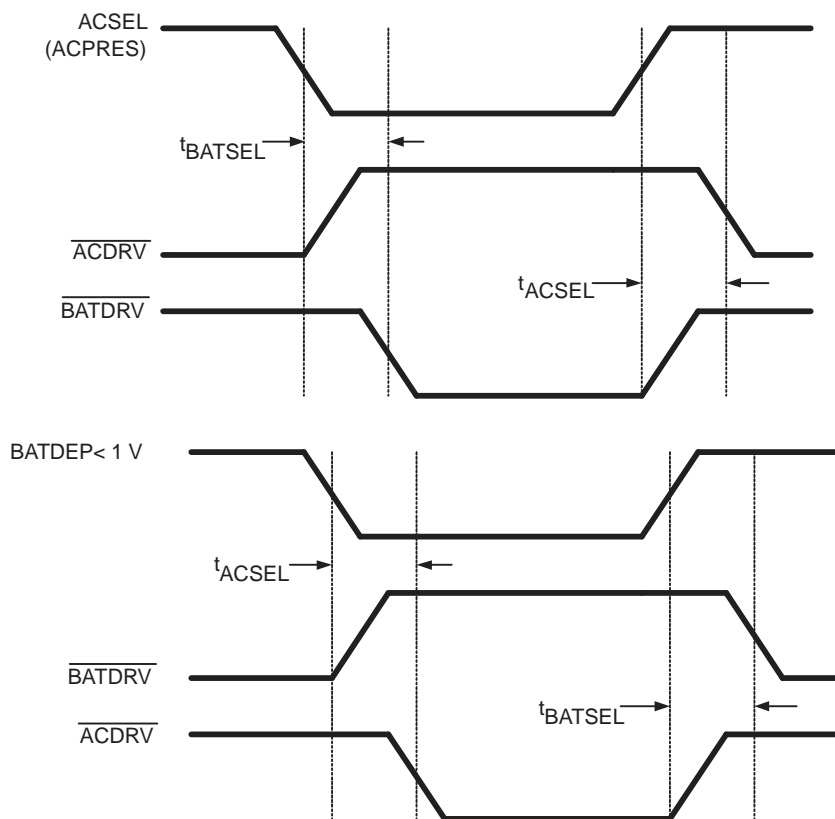 ACSEL
(ACPRES)
tBATSEL
ACDRV
tACSEL
BATDRV
BATDEP< 1 V
tACSEL
BATDRV
tBATSEL
ACDRV